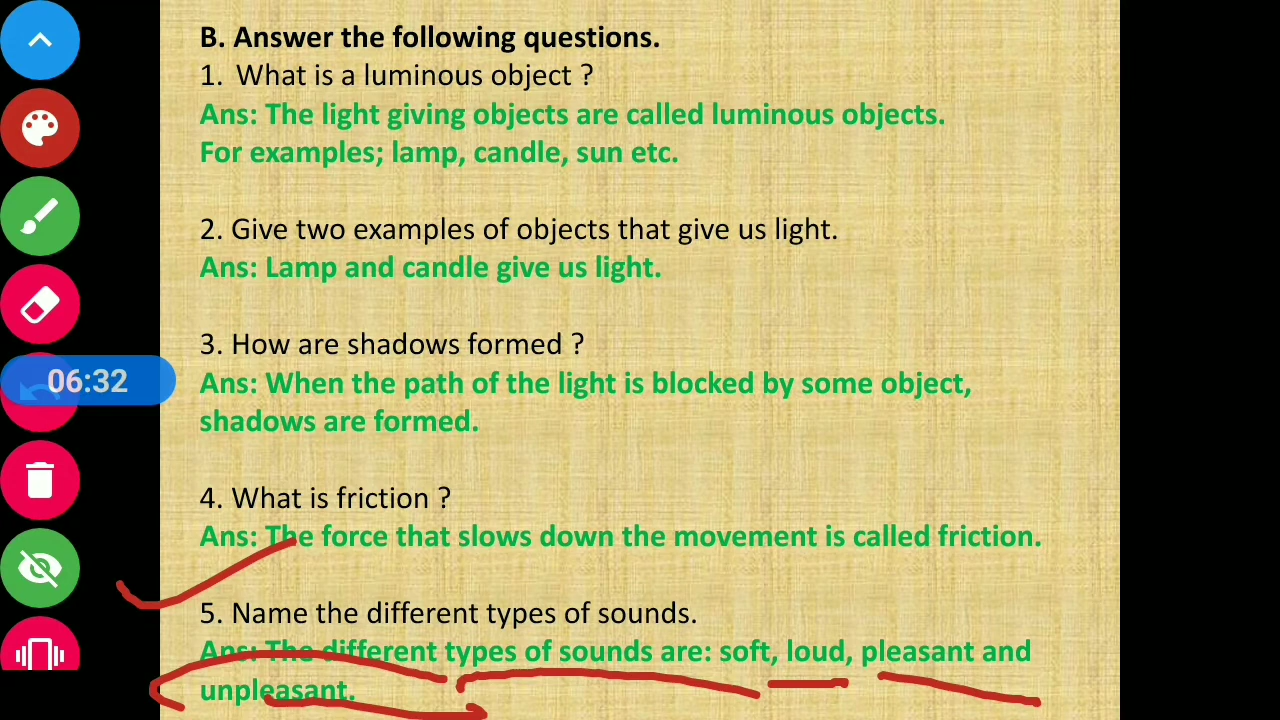 B. Answer the following questions.
1. What is a luminous object ?
Ans: The light giving objects are called luminous objects.
For examples; lamp, candle, sun etc.
2. Give two examples of objects that give us light.
Ans: Lamp and candle give us light.
3. How are shadows formed ?
Ans: When the path of the light is blocked by some object,
shadows are formed.
06:32
4. What is friction ?
Ans: The force that slows down the movement is called friction.
5. Name the different types of sounds.
Ans: The different types of sounds are: soft, loud, pleasant and
unpleasant.